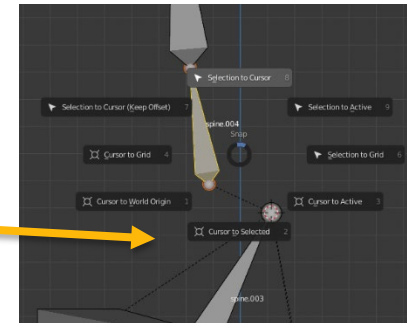 Selection to Cursor 8
Selection to Cursor (Keep Offset) 7
Selection to Active 9
spine.004
Snap
Cursor to Grid 4
Selection to Grid 6
Cursor to World Origin 1
Cursor to Active 3
Cursor to Selected 2
spine.003